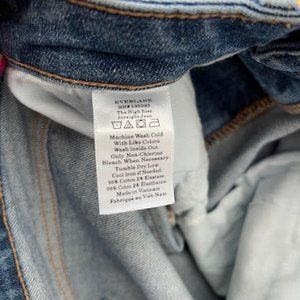 EVERLANE
The High Rise
Straight Jean
Machine Wash Cold
With Like Colors
Wash Inside Out.
Only Non-Chlorine
Bleach When Necessary.
Tumble Dry Low
Cool Iron if Needed.
98% Cotton 2% Elastane
98% Coton 2% Élasthanne
Made in Vietnam
Fabriqué au Viêt-Nam